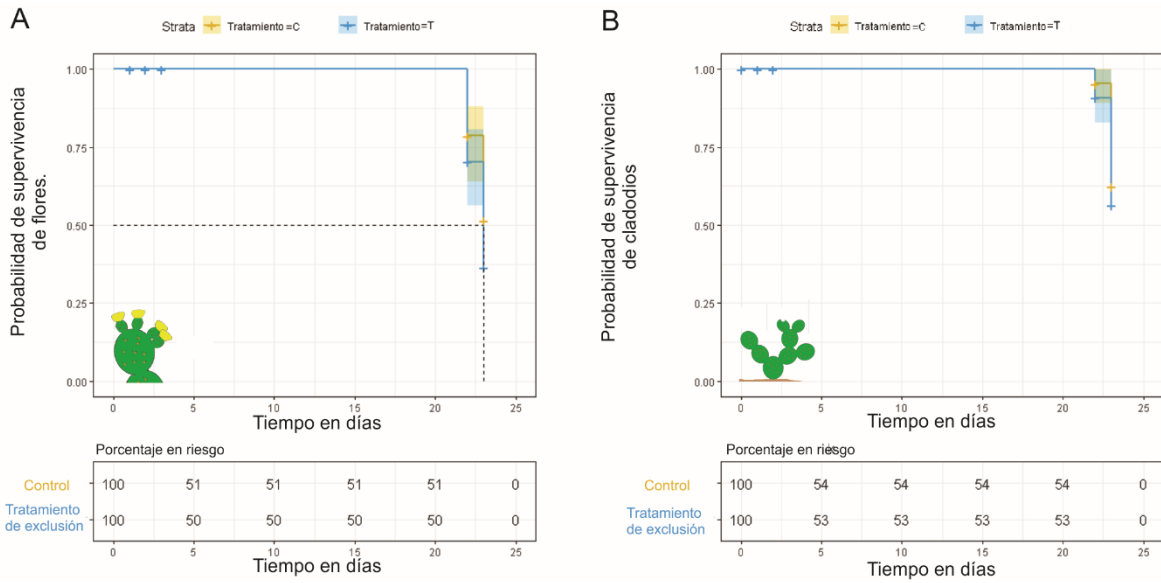 A
Strata Tratamiento=C Tratamiento=T
Probabilidad de supervivencia
de flores.
1.00
0.75
0.50
0.25
0.00
0 5 10 15 20 25
Tiempo en días
Porcentaje en riesgo
Control 100 51 51 51 51 0
Tratamiento
de exclusión 100 50 50 50 50 0
0 5 10 15 20 25
Tiempo en días
B
Strata Tratamiento=C Tratamiento=T
Probabilidad de supervivencia
de cladodios
1.00
0.75
0.50
0.25
0.00
0 5 10 15 20 25
Tiempo en días
Porcentaje en riesgo
Control 100 54 54 54 54 0
Tratamiento
de exclusión 100 53 53 53 53 0
0 5 10 15 20 25
Tiempo en días